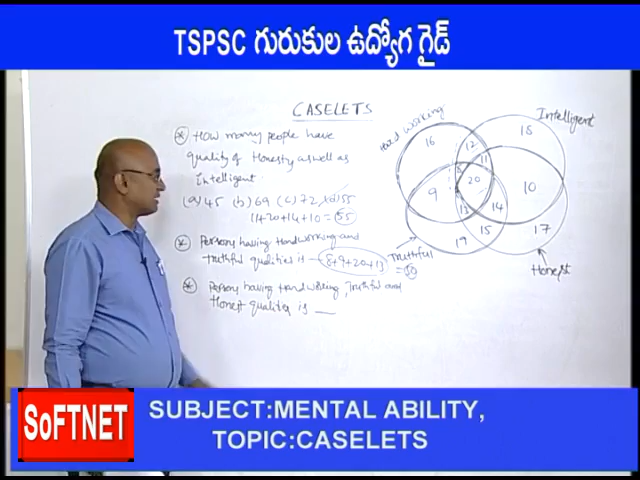 TSPSC గురుకుల ఉద్యోగ గైడ్
CASELETS
* How many people have
quality of Honesty as well as
Intelligent.
(a) 45 (b) 69 (c) 72 (d) 55
11+20+14+10 = 55
* Persons having Hardworking and
truthful qualities is 8+9+20+13
= 50
* Persons having Hardworking, Truthful and
Honest qualities is __
Hard working
Intelligent
16
12
18
11
8
20
10
9
13
14
15
17
19
Truthful
Honest
SoFTNET
SUBJECT:MENTAL ABILITY,
TOPIC:CASELETS